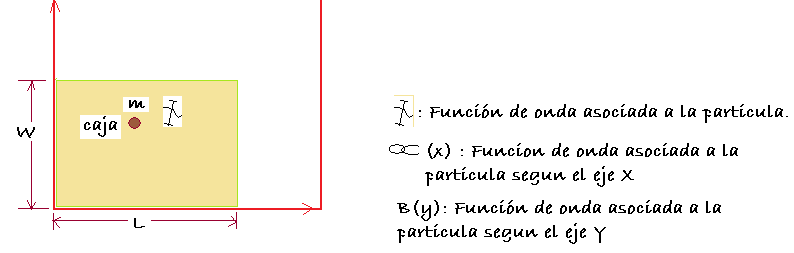 m
caja
W
L
: Función de onda asociada a la partícula.
(x) : Funcíon de onda asociada a la
partícula segun el eje X
B(y): Función de onda asociada a la
partícula segun el eje Y